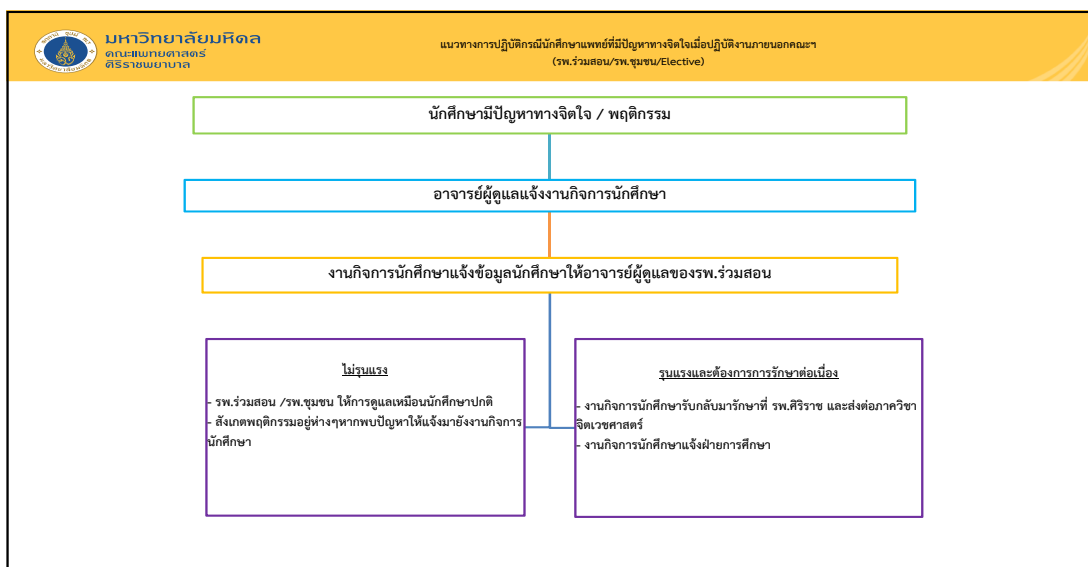 มหาวิทยาลัยมหิดล
คณะแพทยศาสตร์
ศิริราชพยาบาล
แนวทางการปฏิบัติกรณีนักศึกษาแพทย์ที่มีปัญหาทางจิตใจเมื่อปฏิบัติงานภายนอกคณะฯ
(รพ.ร่วมสอน/รพ.ชุมชน/Elective)
นักศึกษามีปัญหาทางจิตใจ / พฤติกรรม
อาจารย์ผู้ดูแลแจ้งงานกิจการนักศึกษา
งานกิจการนักศึกษาแจ้งข้อมูลนักศึกษาให้อาจารย์ผู้ดูแลของรพ.ร่วมสอน
ไม่รุนแรง
- รพ.ร่วมสอน /รพ.ชุมชน ให้การดูแลเหมือนนักศึกษาปกติ
- สังเกตพฤติกรรมอยู่ห่างๆหากพบปัญหาให้แจ้งมายังงานกิจการ
นักศึกษา
รุนแรงและต้องการการรักษาต่อเนื่อง
- งานกิจการนักศึกษารับกลับมารักษาที่ รพ.ศิริราช และส่งต่อภาควิชา
จิตเวชศาสตร์
- งานกิจการนักศึกษาแจ้งฝ่ายการศึกษา